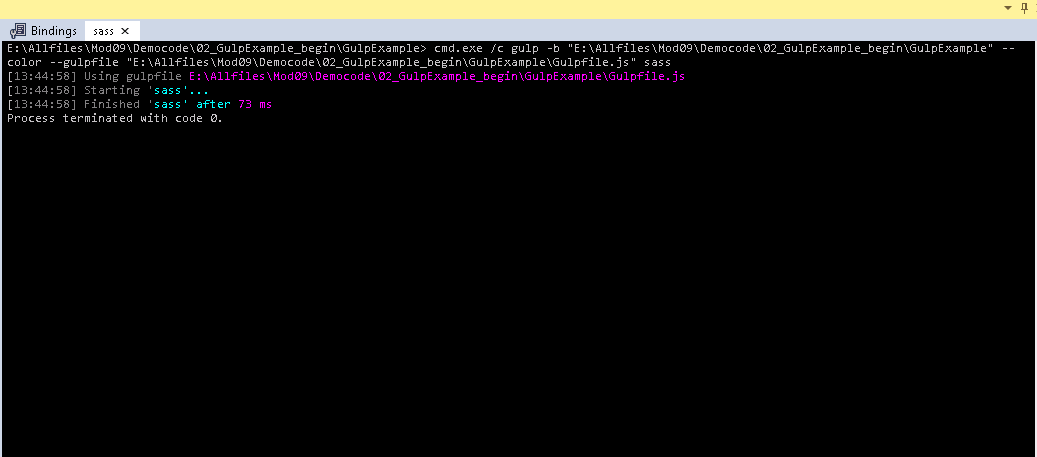 Bindings sass
E:\Allfiles\Mod09\Democode\02_GulpExample_begin\GulpExample> cmd.exe /c gulp -b "E:\Allfiles\Mod09\Democode\02_GulpExample_begin\GulpExample" --
color --gulpfile "E:\Allfiles\Mod09\Democode\02_GulpExample_begin\GulpExample\Gulpfile.js" sass
[13:44:58] Using gulpfile E:\Allfiles\Mod09\Democode\02_GulpExample_begin\GulpExample\Gulpfile.js
[13:44:58] Starting 'sass'...
[13:44:58] Finished 'sass' after 73 ms
Process terminated with code 0.